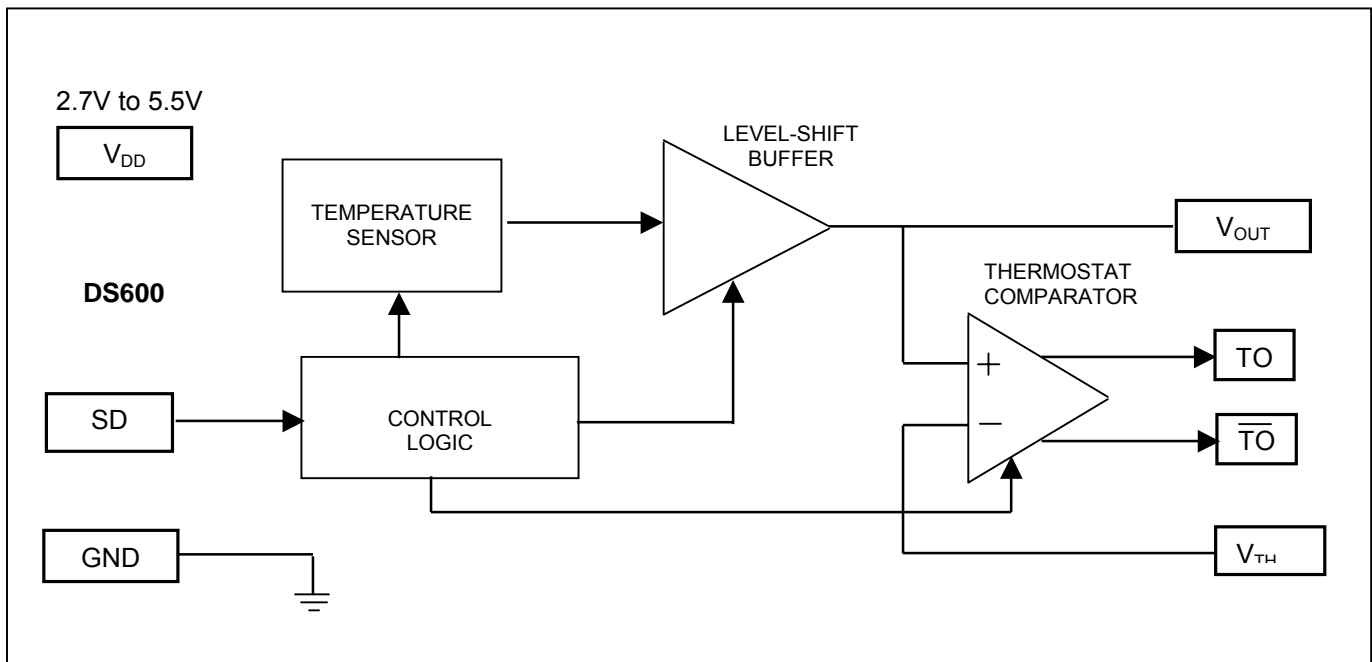 2.7V to 5.5V
V_DD
LEVEL-SHIFT
BUFFER
TEMPERATURE
SENSOR
V_OUT
DS600
THERMOSTAT
COMPARATOR
+
TO
SD
CONTROL
LOGIC
−
T̅O̅
GND
V_TH